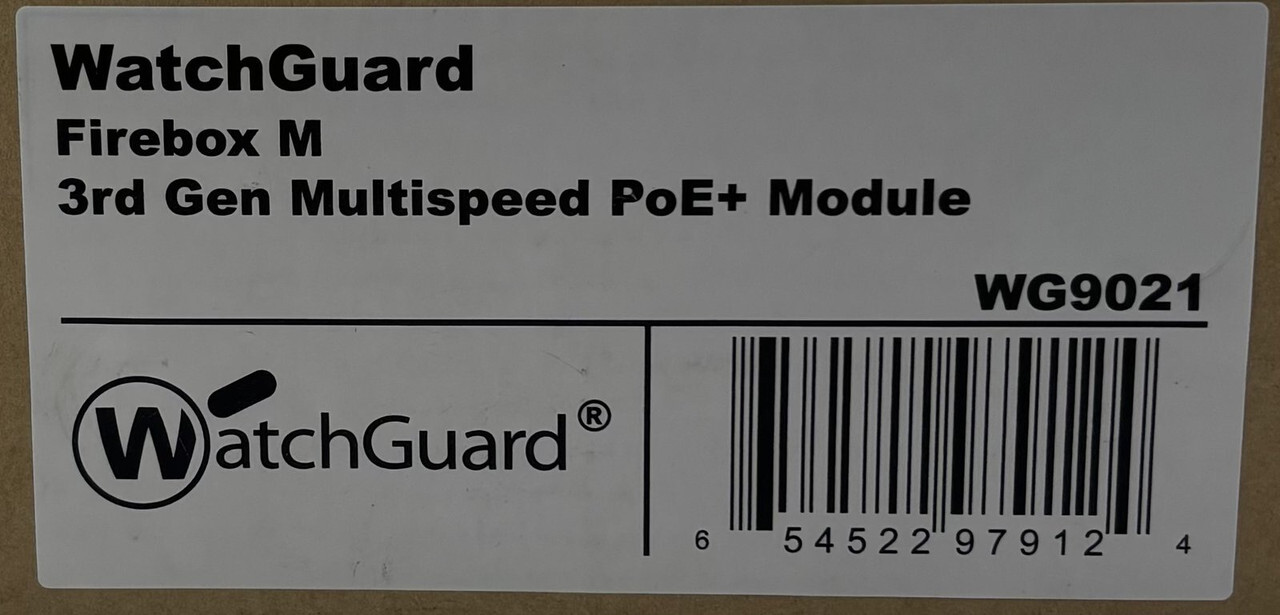 WatchGuard
Firebox M
3rd Gen Multispeed PoE+ Module
WG9021
WatchGuard®
6 54522 97912 4